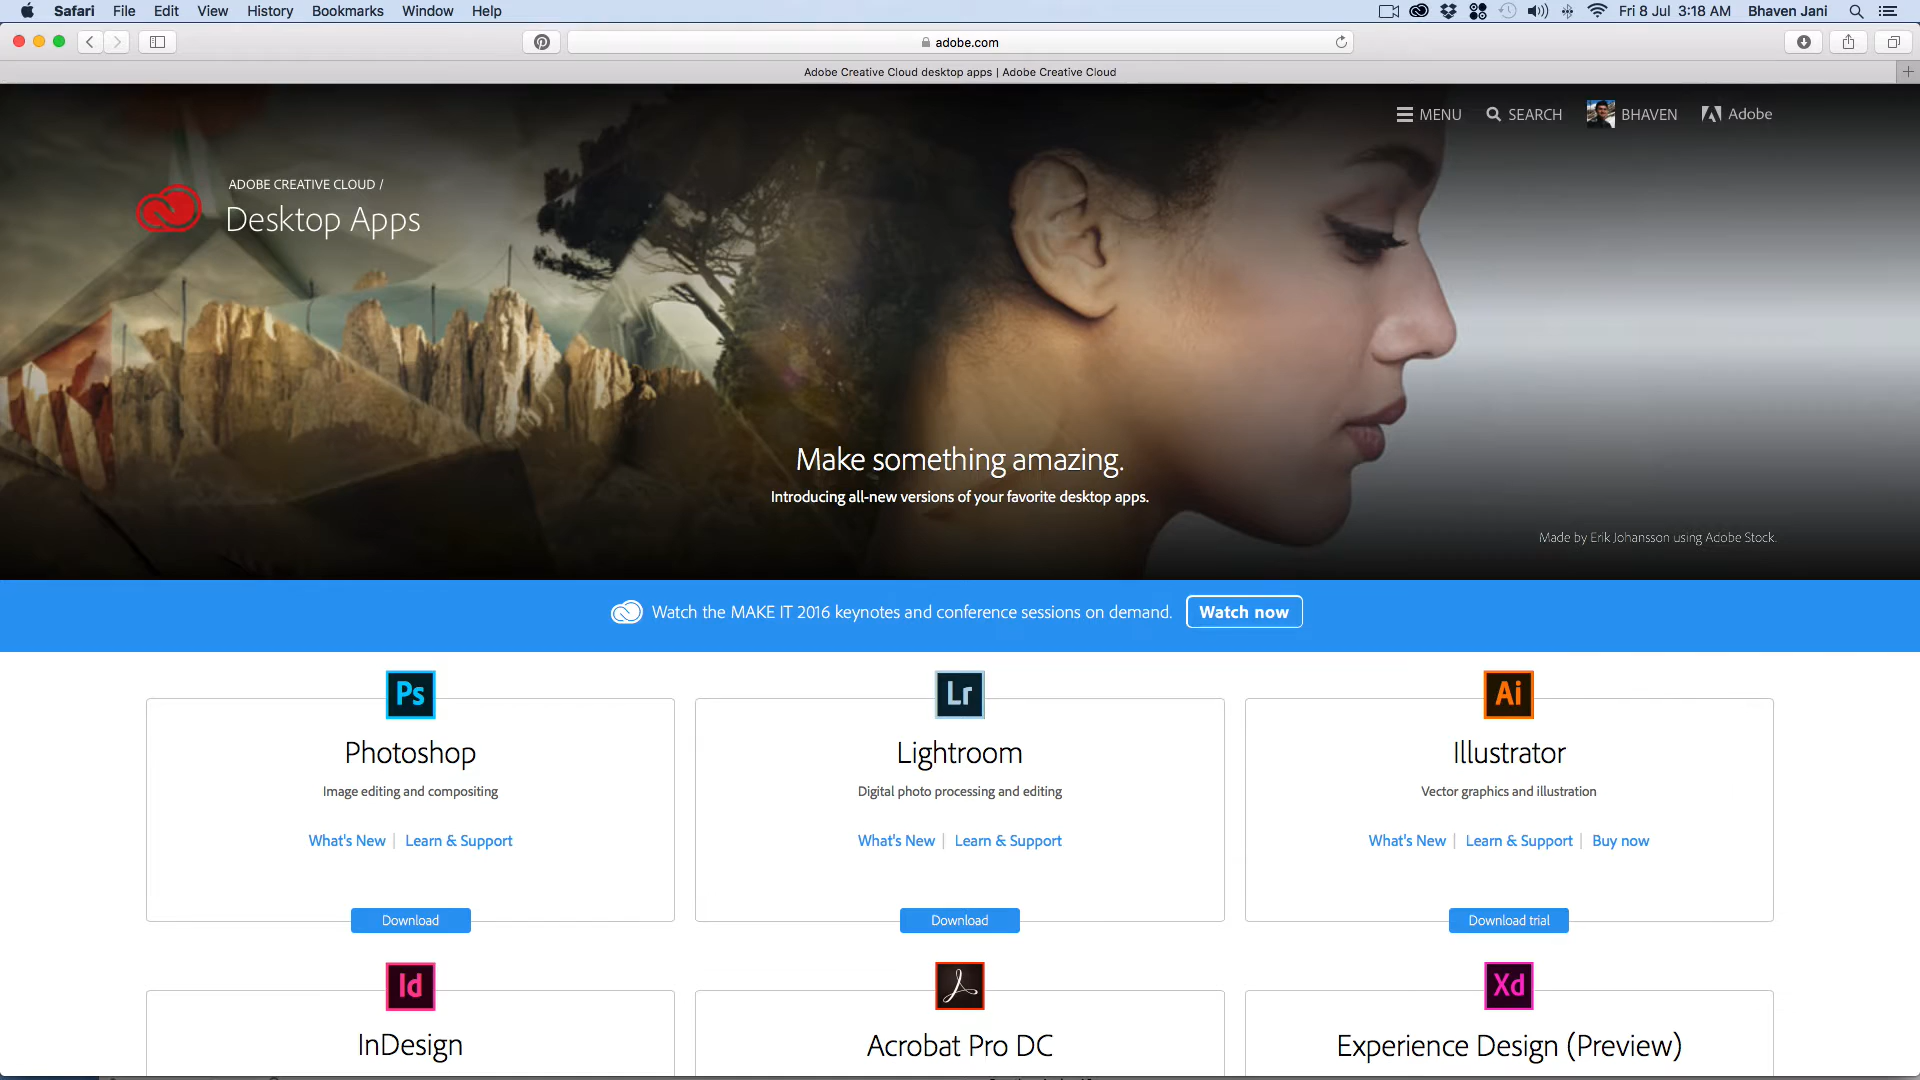 Safari File Edit View History Bookmarks Window Help Fri 8 Jul 3:18 AM Bhaven Jani
adobe.com
Adobe Creative Cloud desktop apps | Adobe Creative Cloud
MENU SEARCH BHAVEN Adobe
ADOBE CREATIVE CLOUD /
Desktop Apps
Make something amazing.
Introducing all-new versions of your favorite desktop apps.
Made by Erik Johansson using Adobe Stock.
Watch the MAKE IT 2016 keynotes and conference sessions on demand. Watch now
Ps Lr Ai
Photoshop Lightroom Illustrator
Image editing and compositing Digital photo processing and editing Vector graphics and illustration
What's New | Learn & Support What's New | Learn & Support What's New | Learn & Support | Buy now
Download Download Download trial
Id Xd
InDesign Acrobat Pro DC Experience Design (Preview)